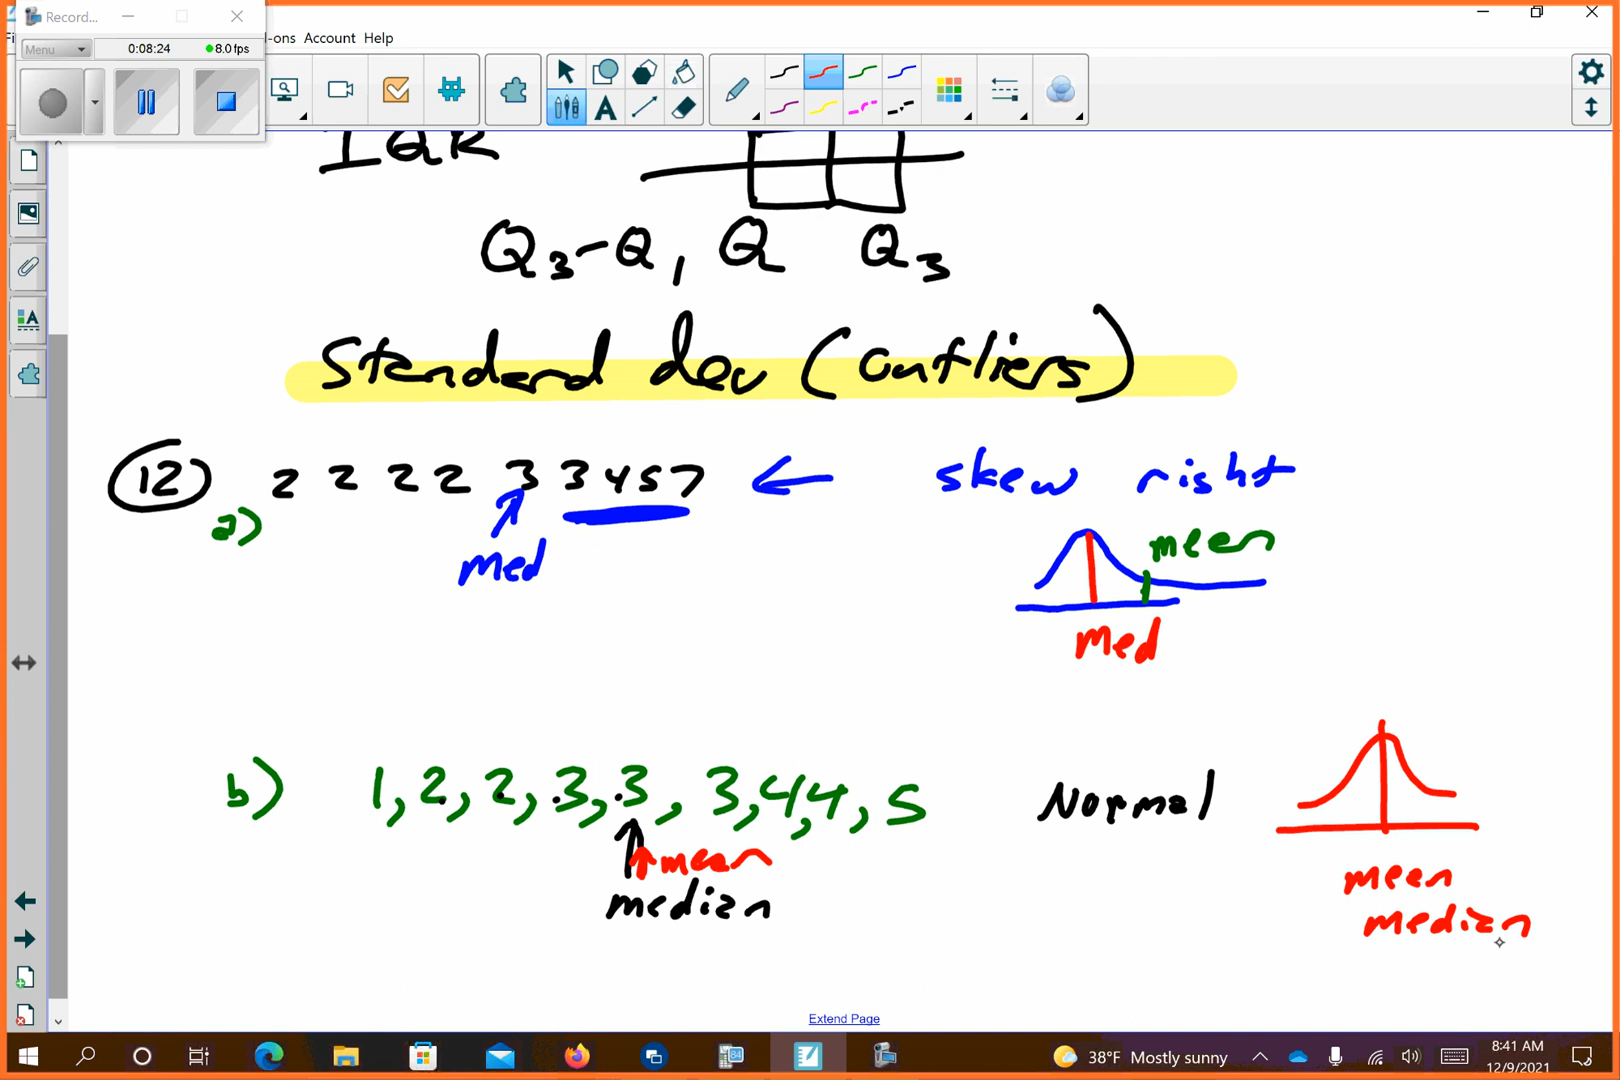 Record...
Menu
0:08:24
8.0 fps
Fi
-ons Account Help
IQR
Q3-Q1 Q Q3
Standard dev (outliers)
12) 2 2 2 2 3 3 4 5 7 ← skew right
a)
med
mean
med
b) 1, 2, 2, 3, 3, 3, 4, 4, 5 Normal
mean
median
mean
median
Extend Page
38°F Mostly sunny
8:41 AM
12/9/2021